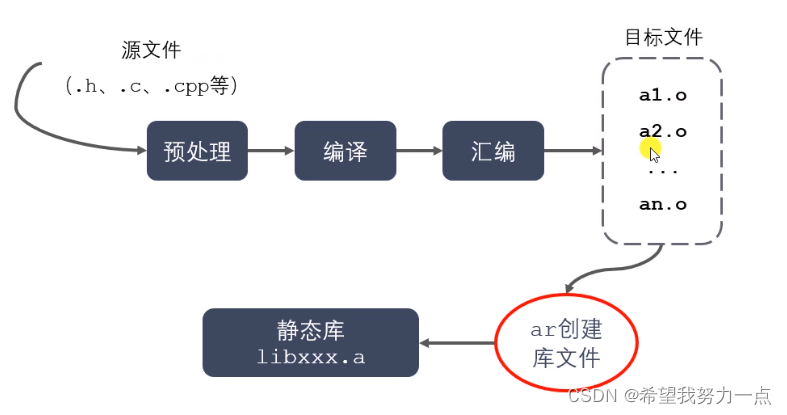 源文件
（.h、.c、.cpp等）
目标文件
a1.o
a2.o
...
an.o
预处理
编译
汇编
ar创建
库文件
静态库
libxxx.a
CSDN @希望我努力一点